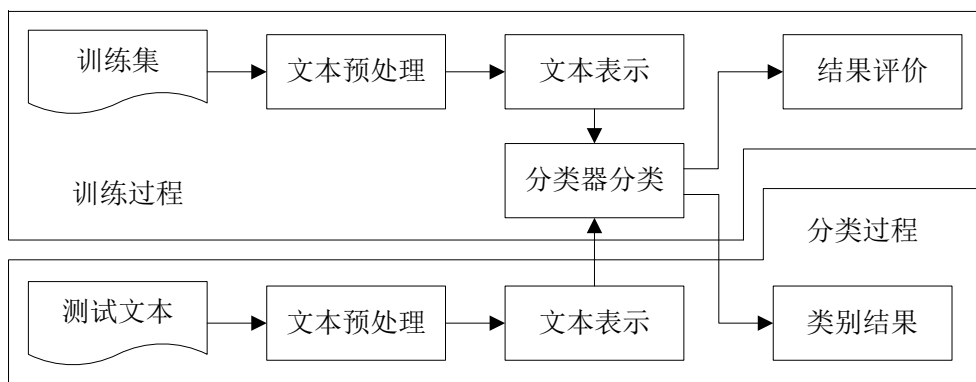 训练集
文本预处理
文本表示
结果评价
分类器分类
训练过程
分类过程
测试文本
文本预处理
文本表示
类别结果